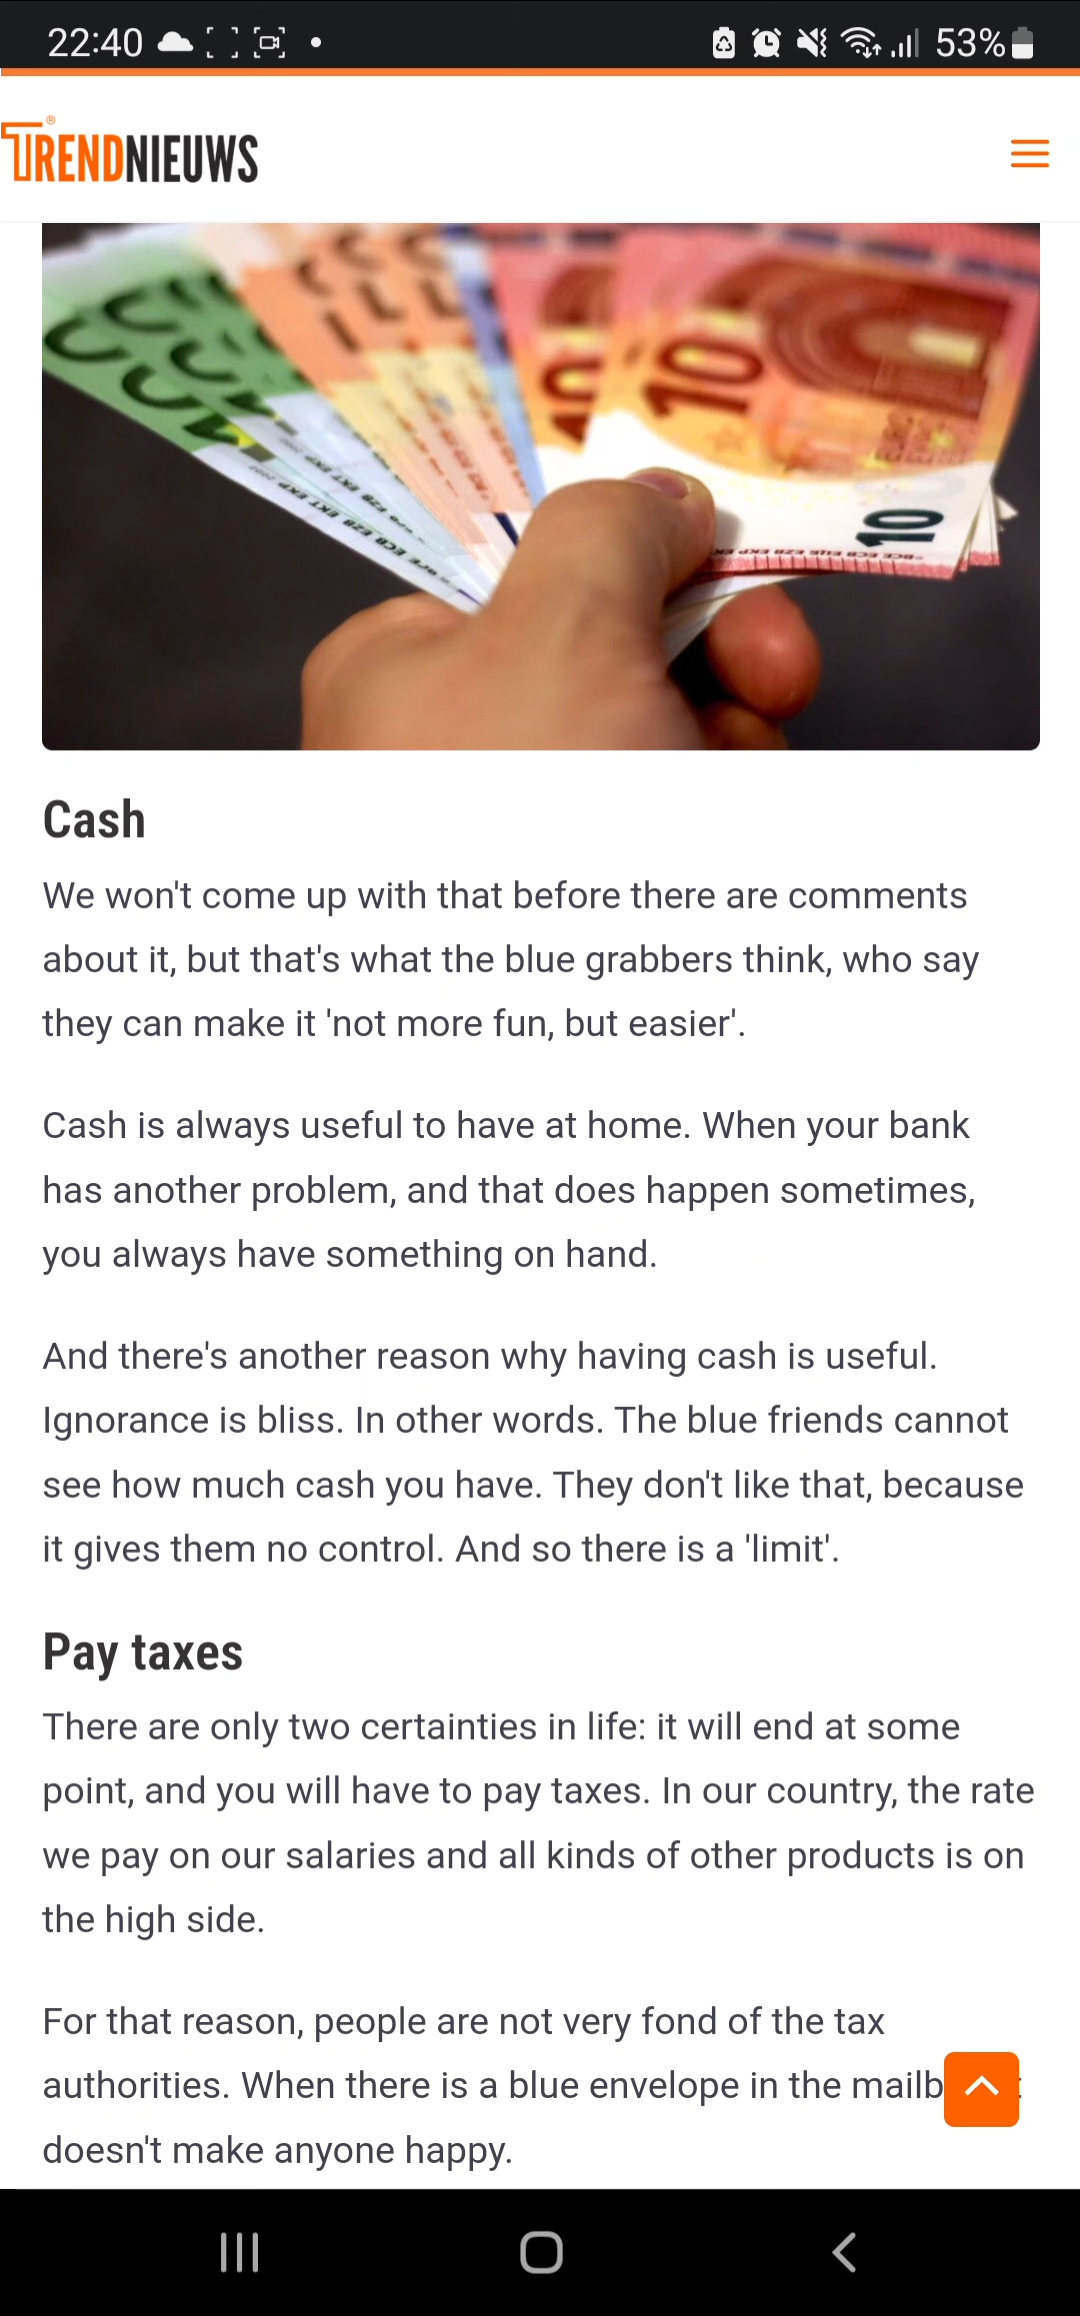 22:40
53%
TRENDNIEUWS®
10
10
10
Cash
We won't come up with that before there are comments
about it, but that's what the blue grabbers think, who say
they can make it 'not more fun, but easier'.
Cash is always useful to have at home. When your bank
has another problem, and that does happen sometimes,
you always have something on hand.
And there's another reason why having cash is useful.
Ignorance is bliss. In other words. The blue friends cannot
see how much cash you have. They don't like that, because
it gives them no control. And so there is a 'limit'.
Pay taxes
There are only two certainties in life: it will end at some
point, and you will have to pay taxes. In our country, the rate
we pay on our salaries and all kinds of other products is on
the high side.
For that reason, people are not very fond of the tax
authorities. When there is a blue envelope in the
doesn't make anyone happy.